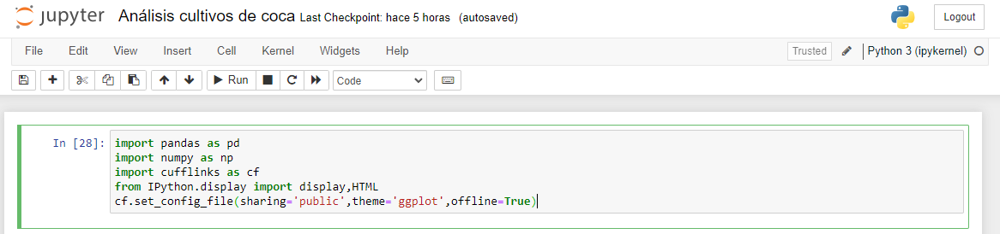 jupyter Análisis cultivos de coca Last Checkpoint: hace 5 horas (autosaved) Logout
File Edit View Insert Cell Kernel Widgets Help Trusted Python 3 (ipykernel)
Run Code
In [28]: import pandas as pd
import numpy as np
import cufflinks as cf
from IPython.display import display,HTML
cf.set_config_file(sharing='public',theme='ggplot',offline=True)